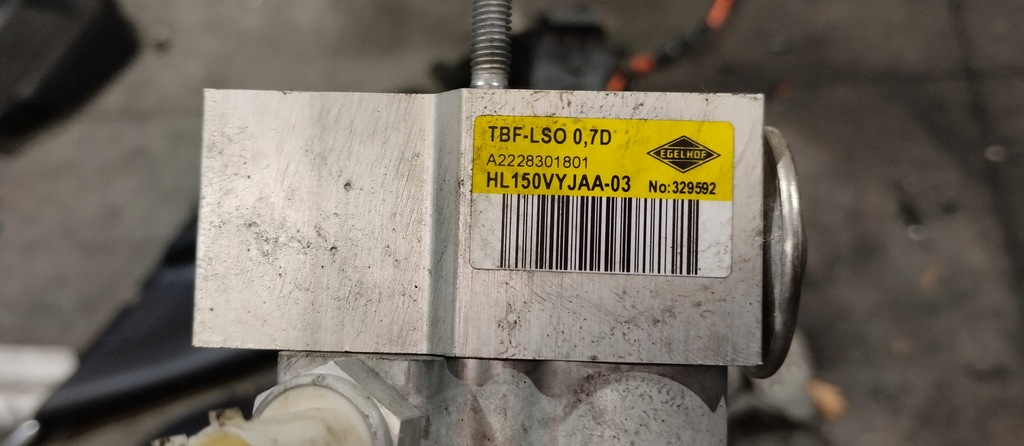 TBF-LSO 0,7D
EGELHOF
A2228301801
HL150VYJAA-03 No:329592